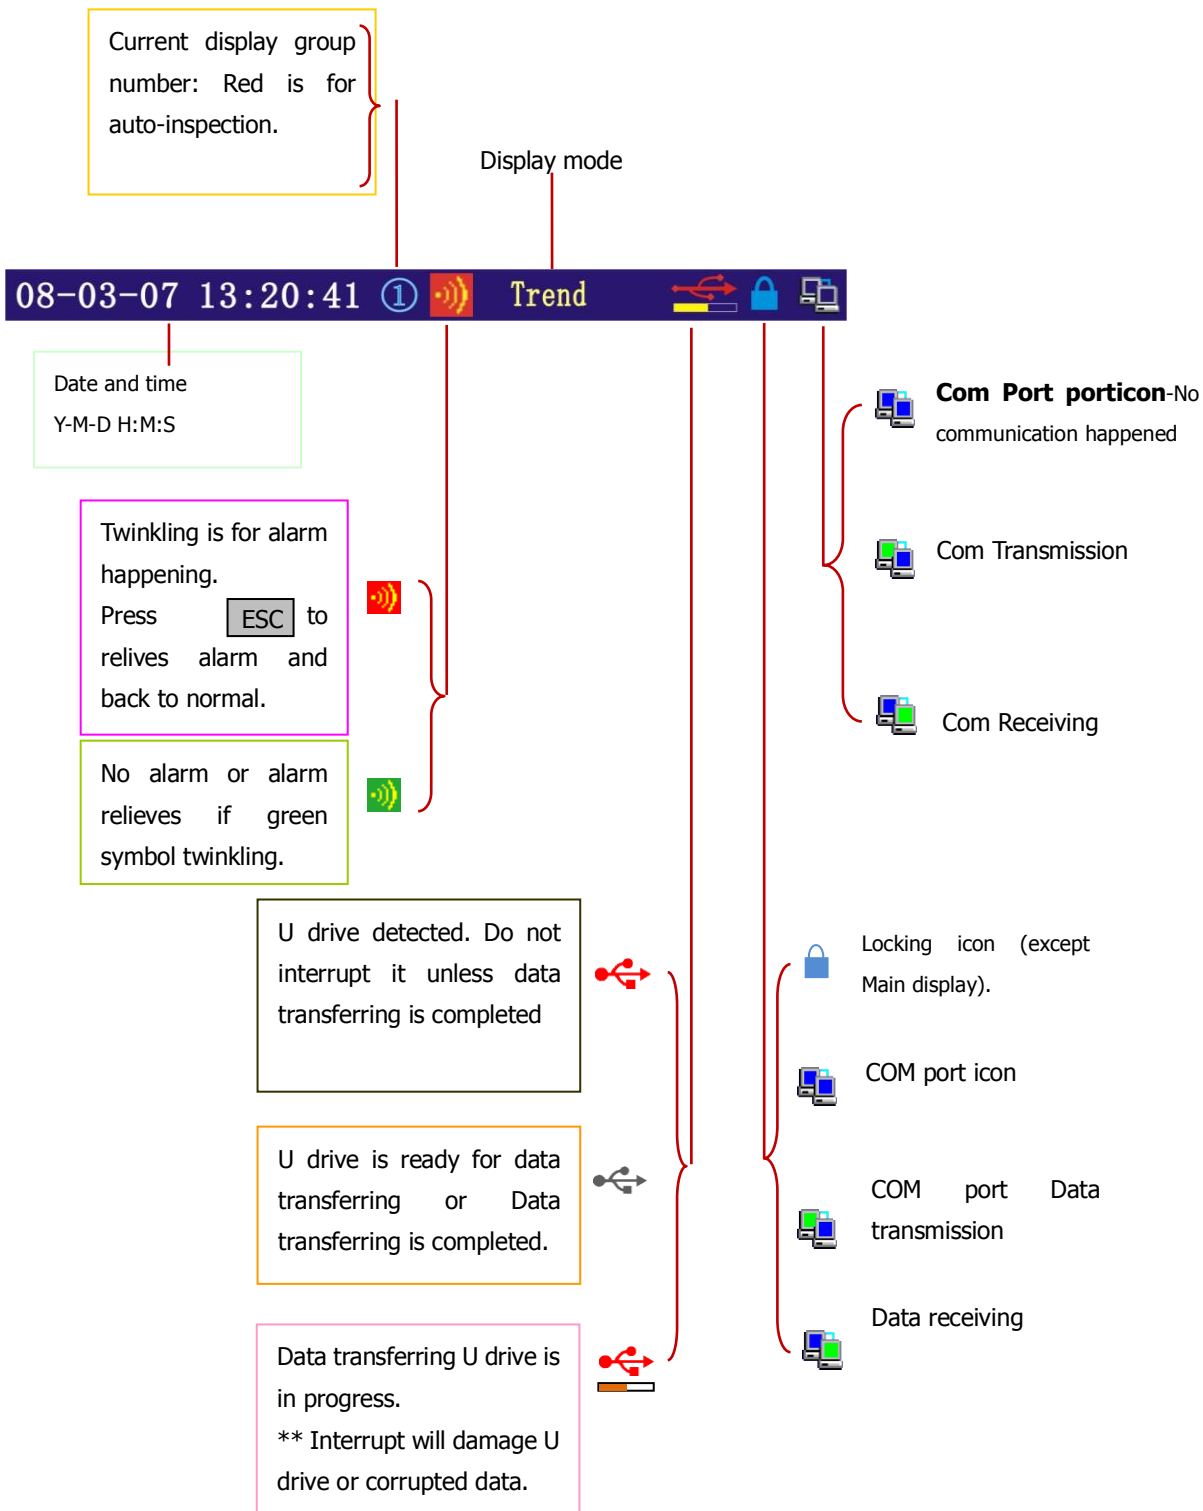 Current display group
number: Red is for
auto-inspection.
Display mode
08-03-07 13:20:41 ① Trend
Date and time
Y-M-D H:M:S
Com Port porticon-No
communication happened
Twinkling is for alarm
happening.
Press ESC to
relives alarm and
back to normal.
Com Transmission
Com Receiving
No alarm or alarm
relieves if green
symbol twinkling.
U drive detected. Do not
interrupt it unless data
transferring is completed
Locking icon (except
Main display).
COM port icon
U drive is ready for data
transferring or Data
transferring is completed.
COM port Data
transmission
Data receiving
Data transferring U drive is
in progress.
** Interrupt will damage U
drive or corrupted data.